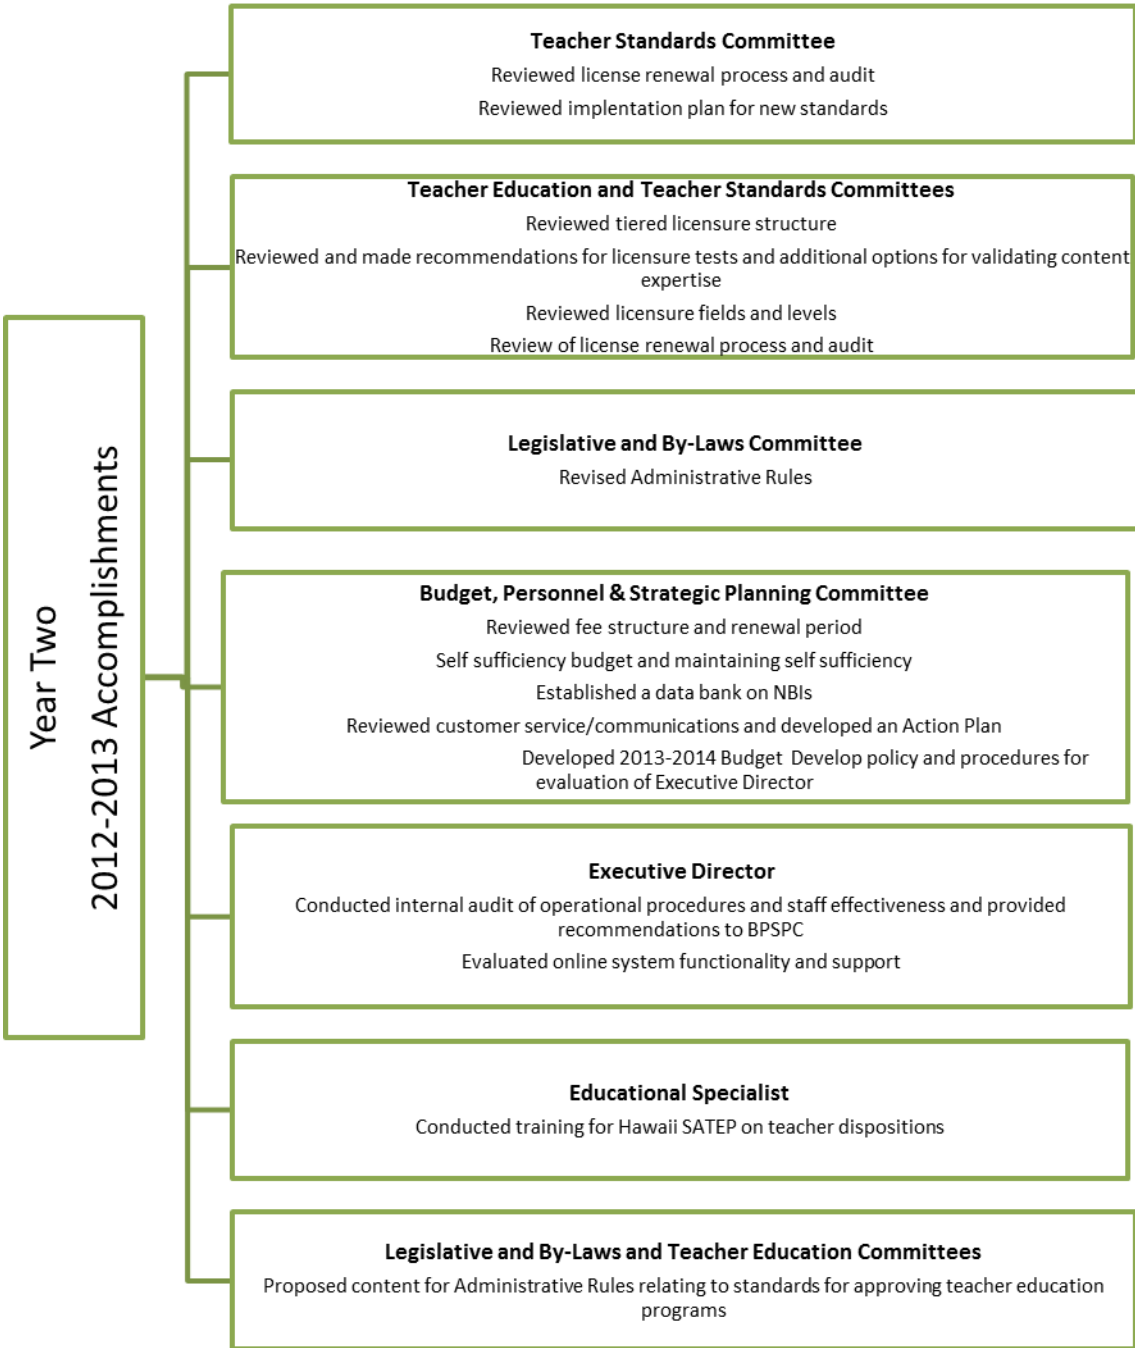 Year Two
2012-2013 Accomplishments
Teacher Standards Committee
Reviewed license renewal process and audit
Reviewed implentation plan for new standards
Teacher Education and Teacher Standards Committees
Reviewed tiered licensure structure
Reviewed and made recommendations for licensure tests and additional options for validating content
expertise
Reviewed licensure fields and levels
Review of license renewal process and audit
Legislative and By-Laws Committee
Revised Administrative Rules
Budget, Personnel & Strategic Planning Committee
Reviewed fee structure and renewal period
Self sufficiency budget and maintaining self sufficiency
Established a data bank on NBIs
Reviewed customer service/communications and developed an Action Plan
Developed 2013-2014 Budget  Develop policy and procedures for
evaluation of Executive Director
Executive Director
Conducted internal audit of operational procedures and staff effectiveness and provided
recommendations to BPSPC
Evaluated online system functionality and support
Educational Specialist
Conducted training for Hawaii SATEP on teacher dispositions
Legislative and By-Laws and Teacher Education Committees
Proposed content for Administrative Rules relating to standards for approving teacher education
programs